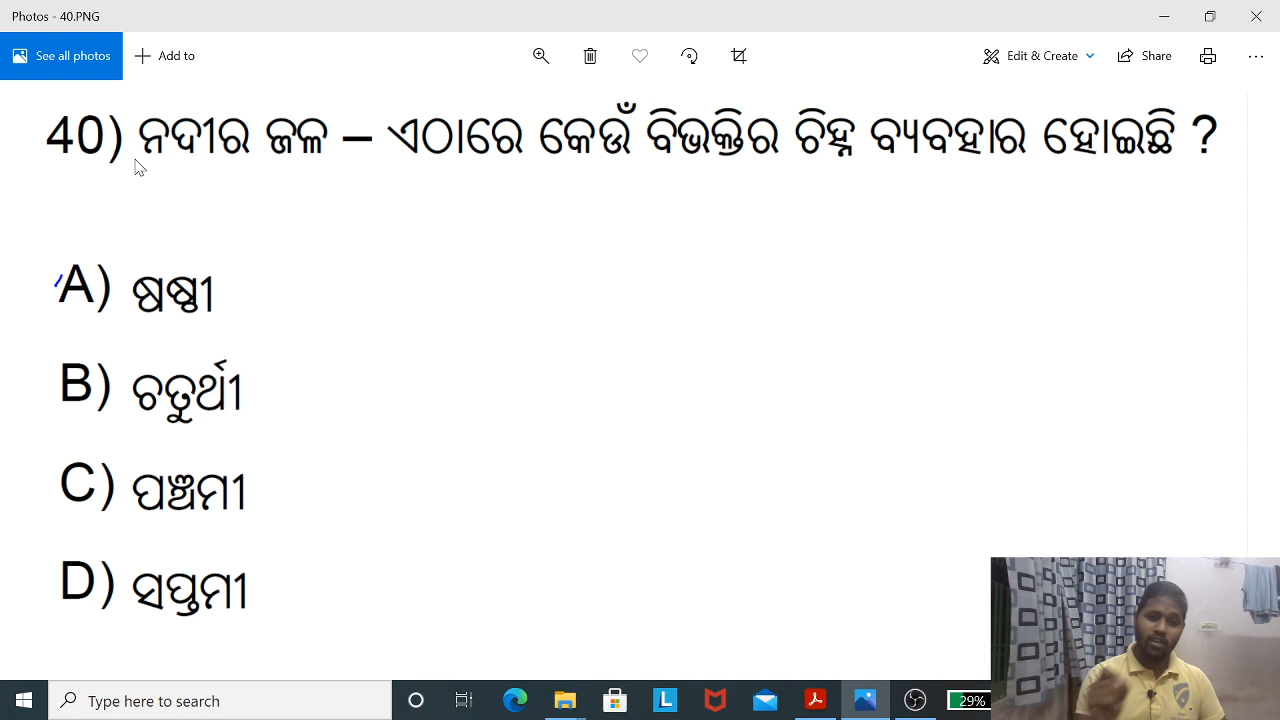 Photos - 40.PNG
See all photos
Add to
Edit & Create
Share
40) ନଦୀର ଜଳ – ଏଠାରେ କେଉଁ ବିଭକ୍ତିର ଚିହ୍ନ ବ୍ୟବହାର ହୋଇଛି ?
A) ଷଷ୍ଠୀ
B) ଚତୁର୍ଥୀ
C) ପଞ୍ଚମୀ
D) ସପ୍ତମୀ
Type here to search
L
29%